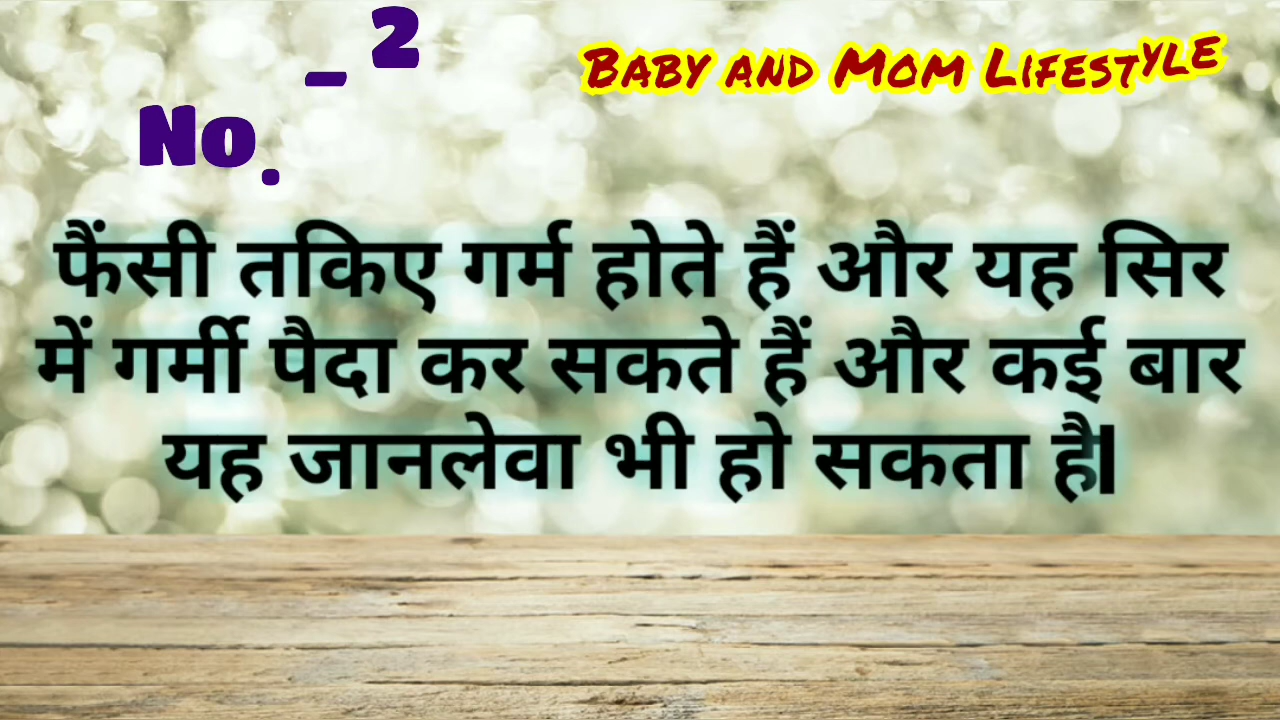 No. _ 2
Baby and Mom Lifestyle
फैंसी तकिए गर्म होते हैं और यह सिर
में गर्मी पैदा कर सकते हैं और कई बार
यह जानलेवा भी हो सकता है|